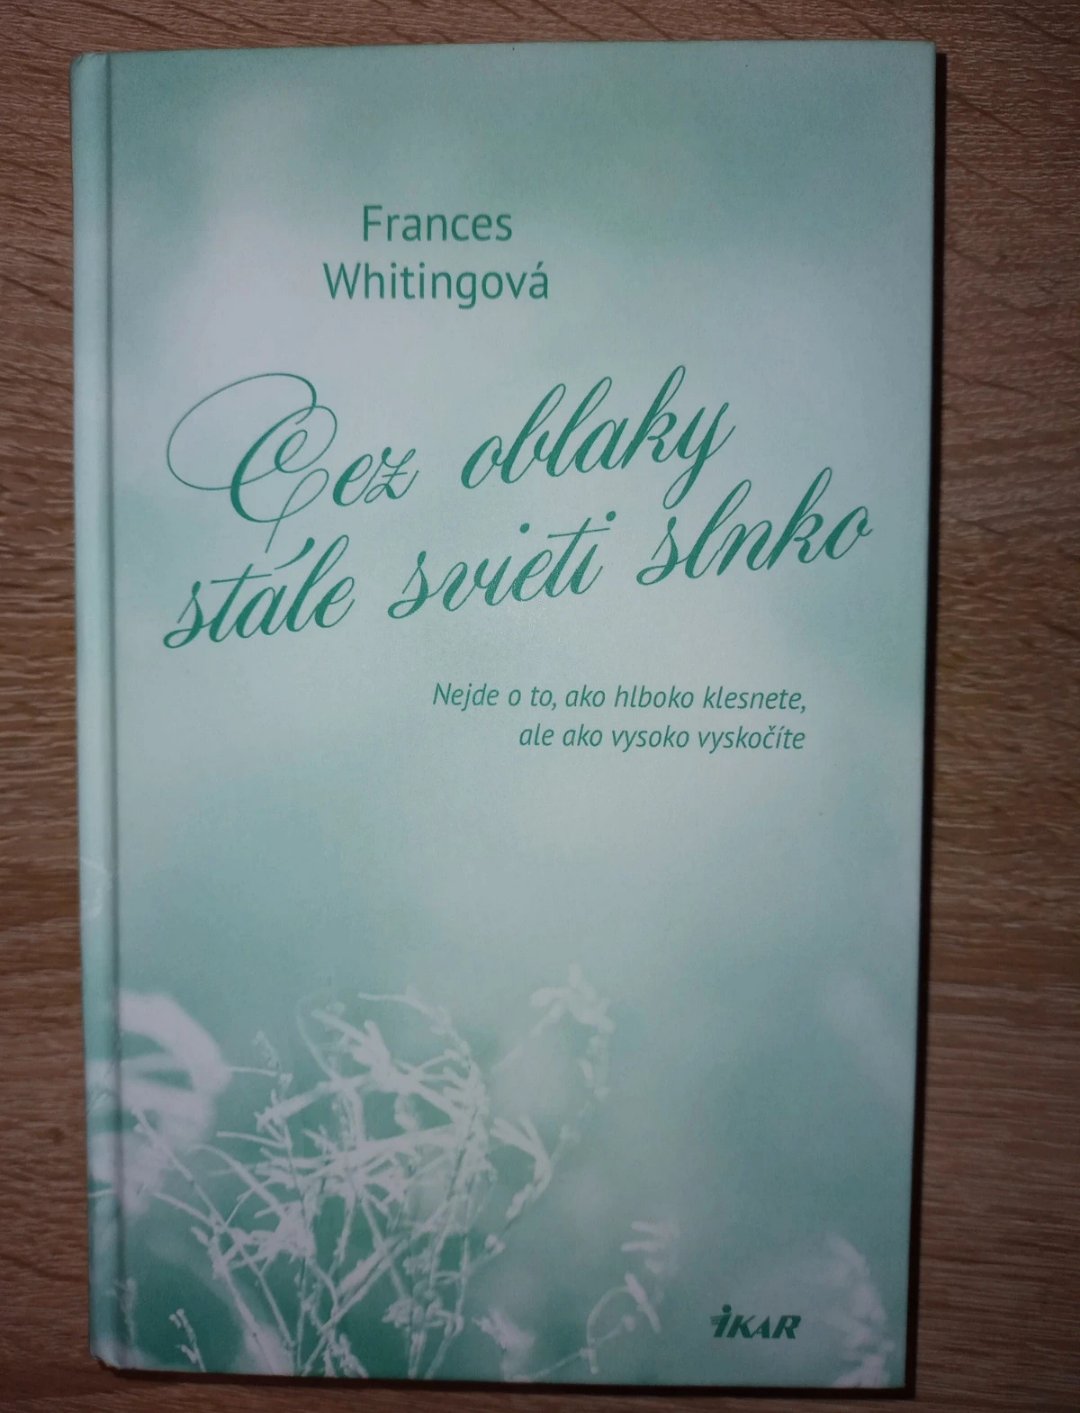 Frances
Whitingová
Cez oblaky
stále svieti slnko
Nejde o to, ako hlboko klesnete,
ale ako vysoko vyskočíte
IKAR